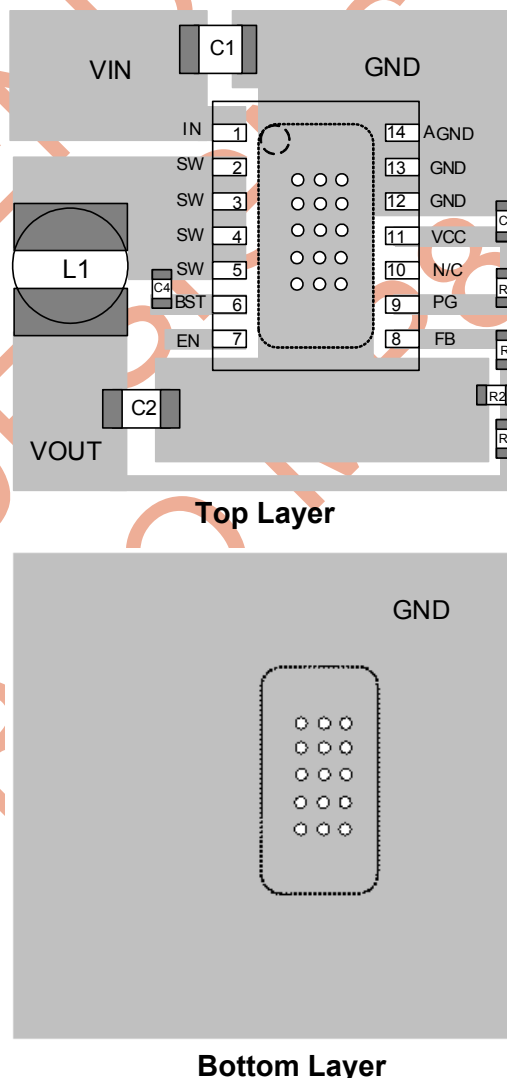 C1
VIN
GND
IN 1 14 AGND
SW 2 13 GND
SW 3 12 GND
C
SW 4 11 VCC
L1
SW 5 10 N/C
C4
R
BST 6 9 PG
EN 7 8 FB
R
R2
C2
R
VOUT
Top Layer
GND
Bottom Layer